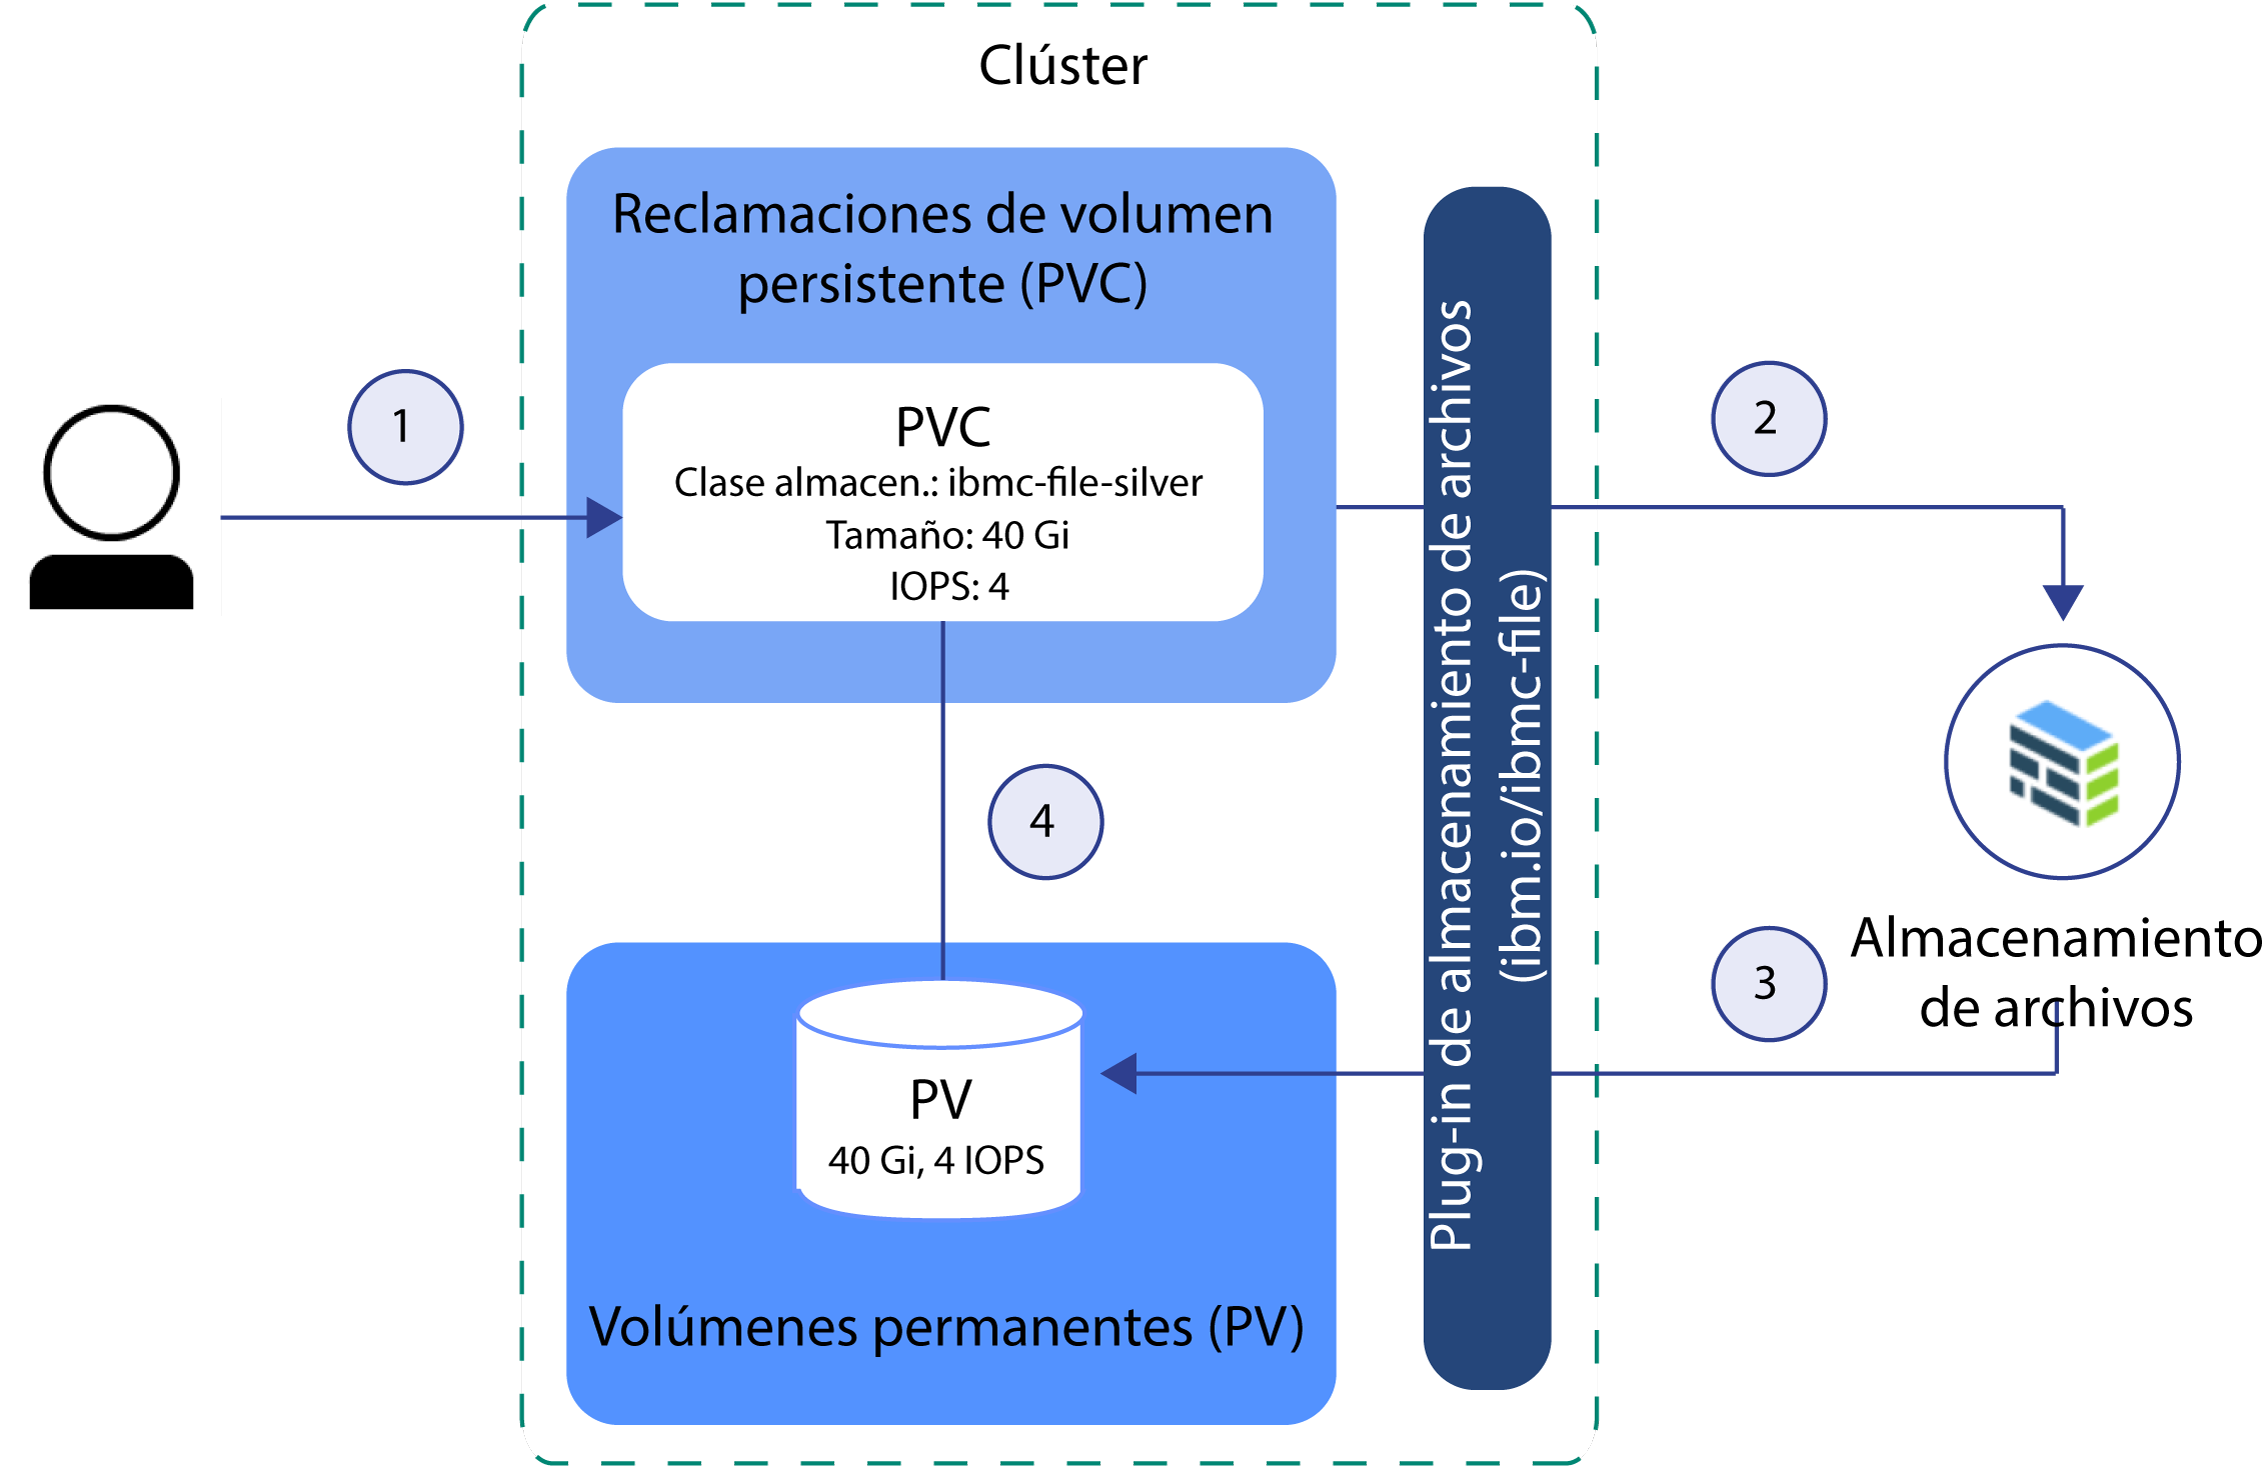 Clúster
Reclamaciones de volumen
persistente (PVC)
1
PVC
Clase almacen.: ibmc-file-silver
Tamaño: 40 Gi
IOPS: 4
Plug-in de almacenamiento de archivos
(ibm.io/ibmc-file)
2
4
Almacenamiento
de archivos
3
PV
40 Gi, 4 IOPS
Volúmenes permanentes (PV)